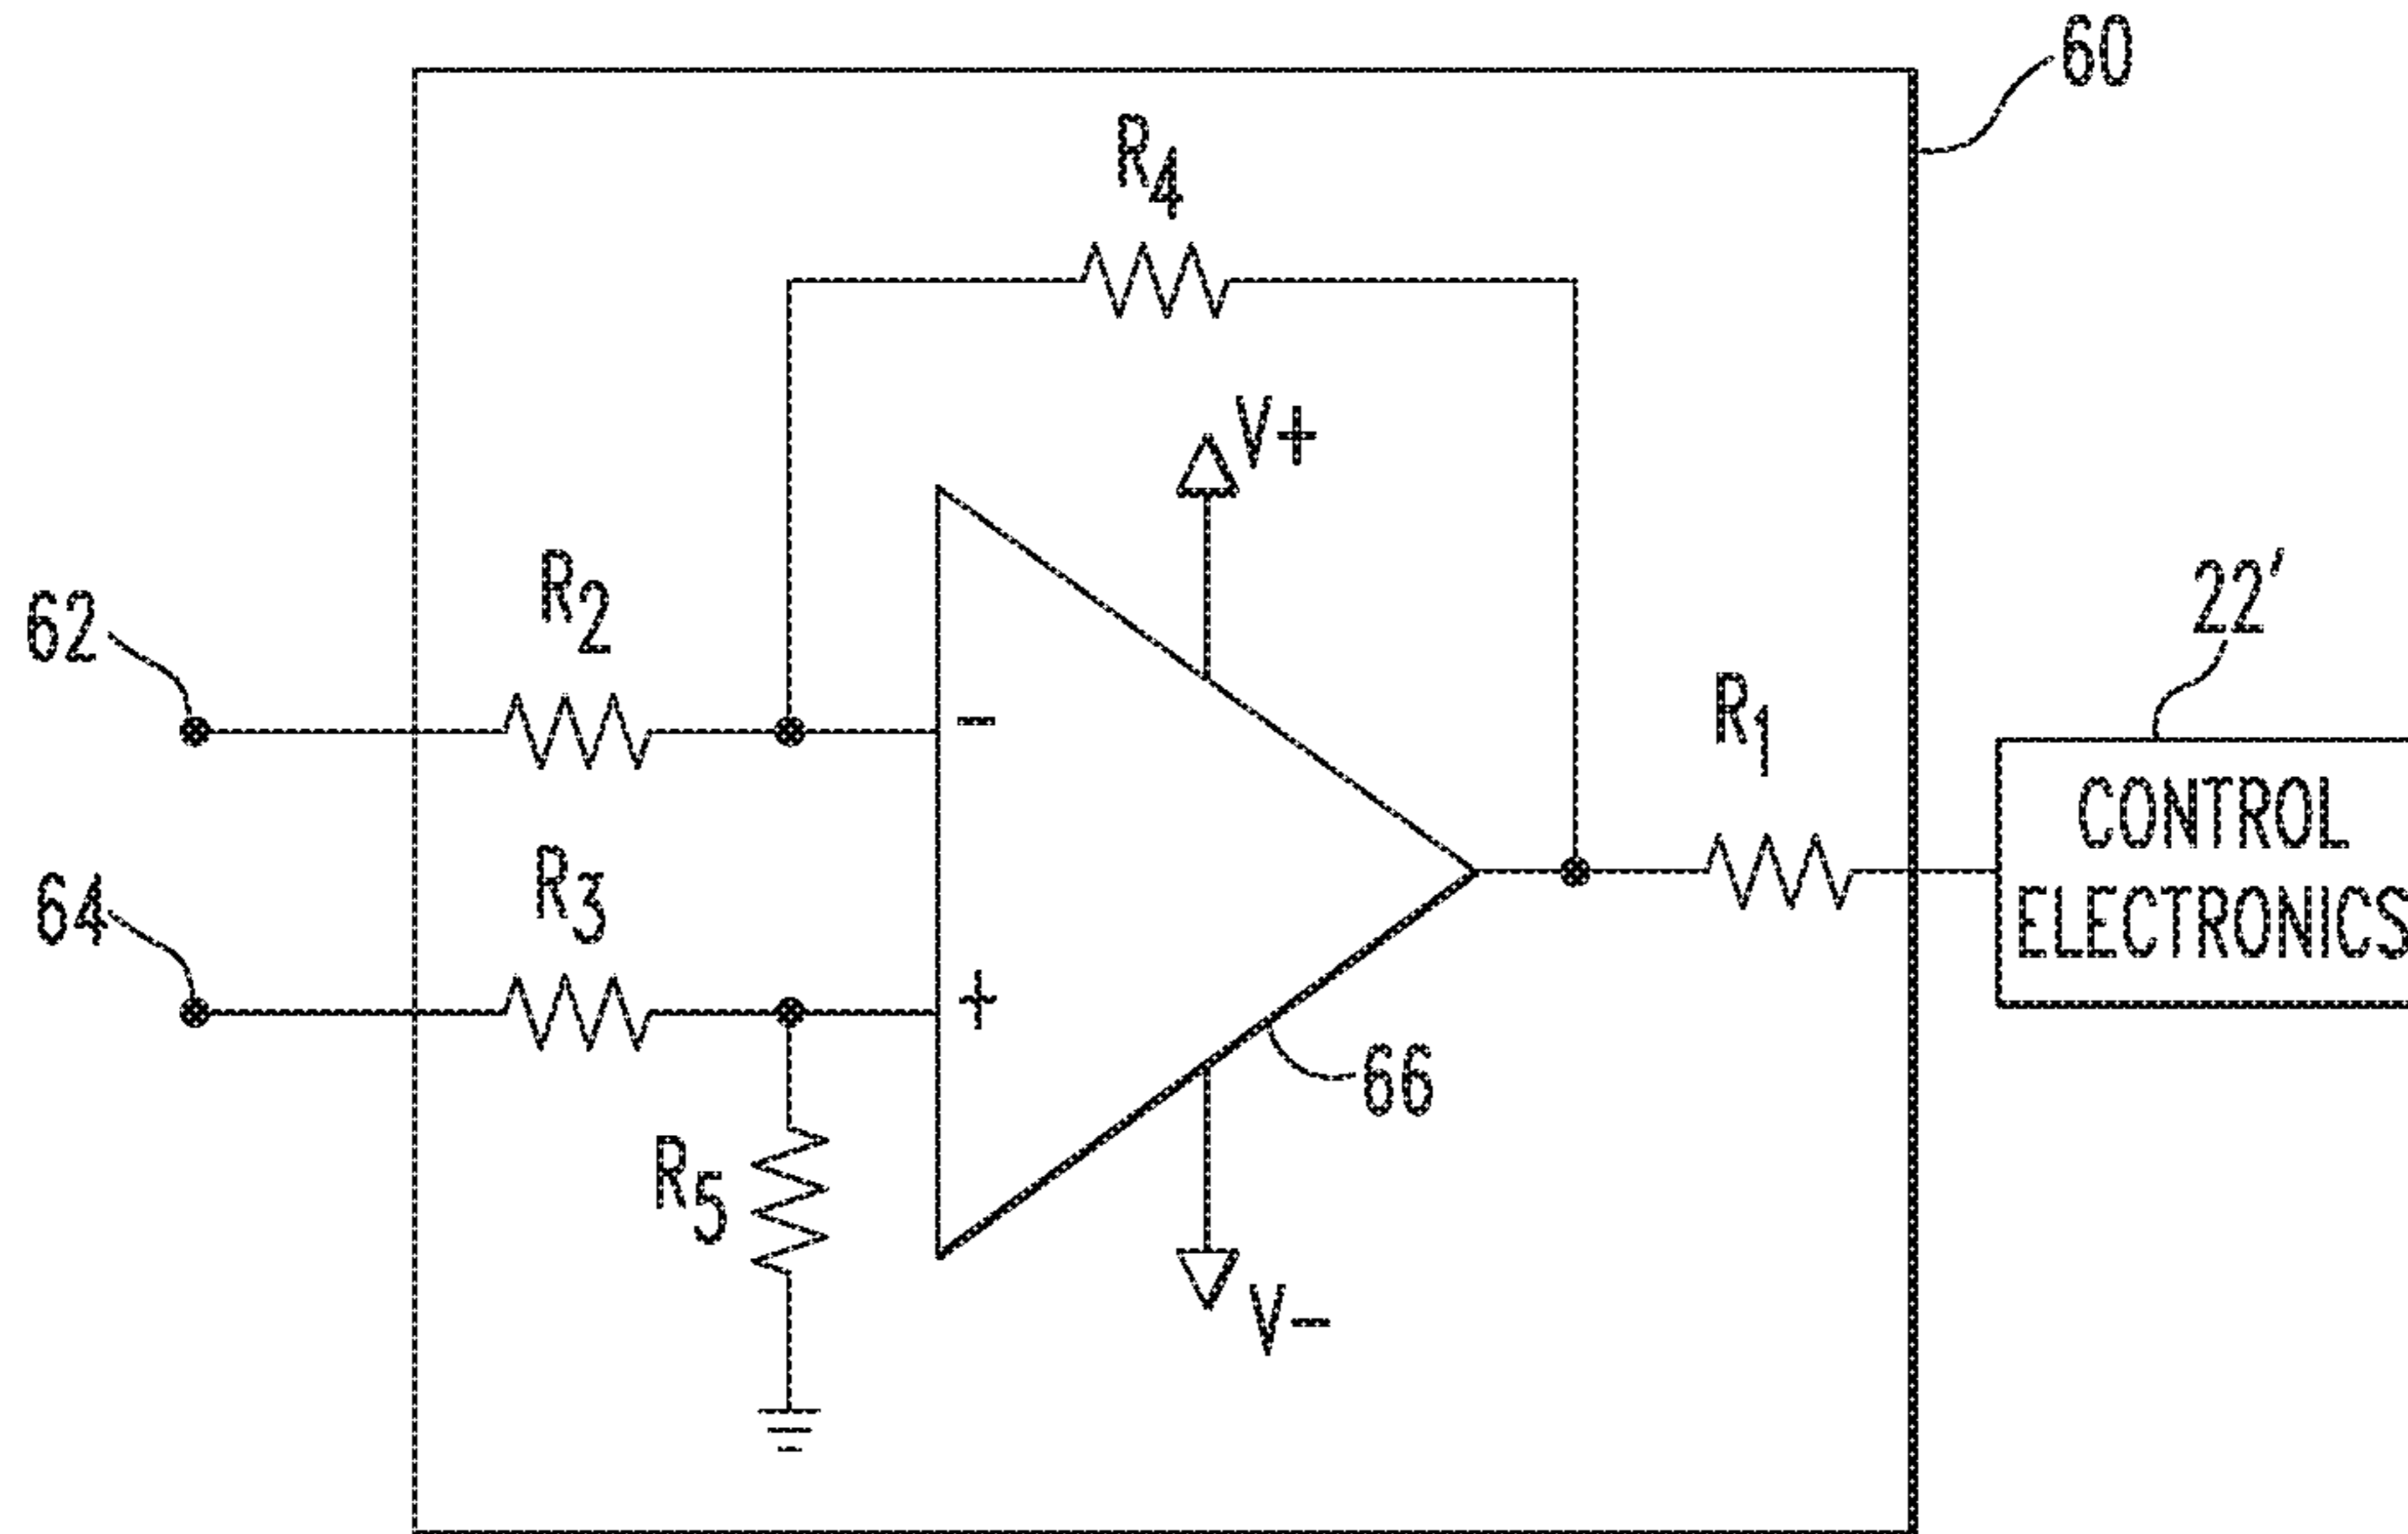 60
R4
V+
R2
62
22'
R1
-
CONTROL
ELECTRONICS
R3
64
+
66
R5
V-